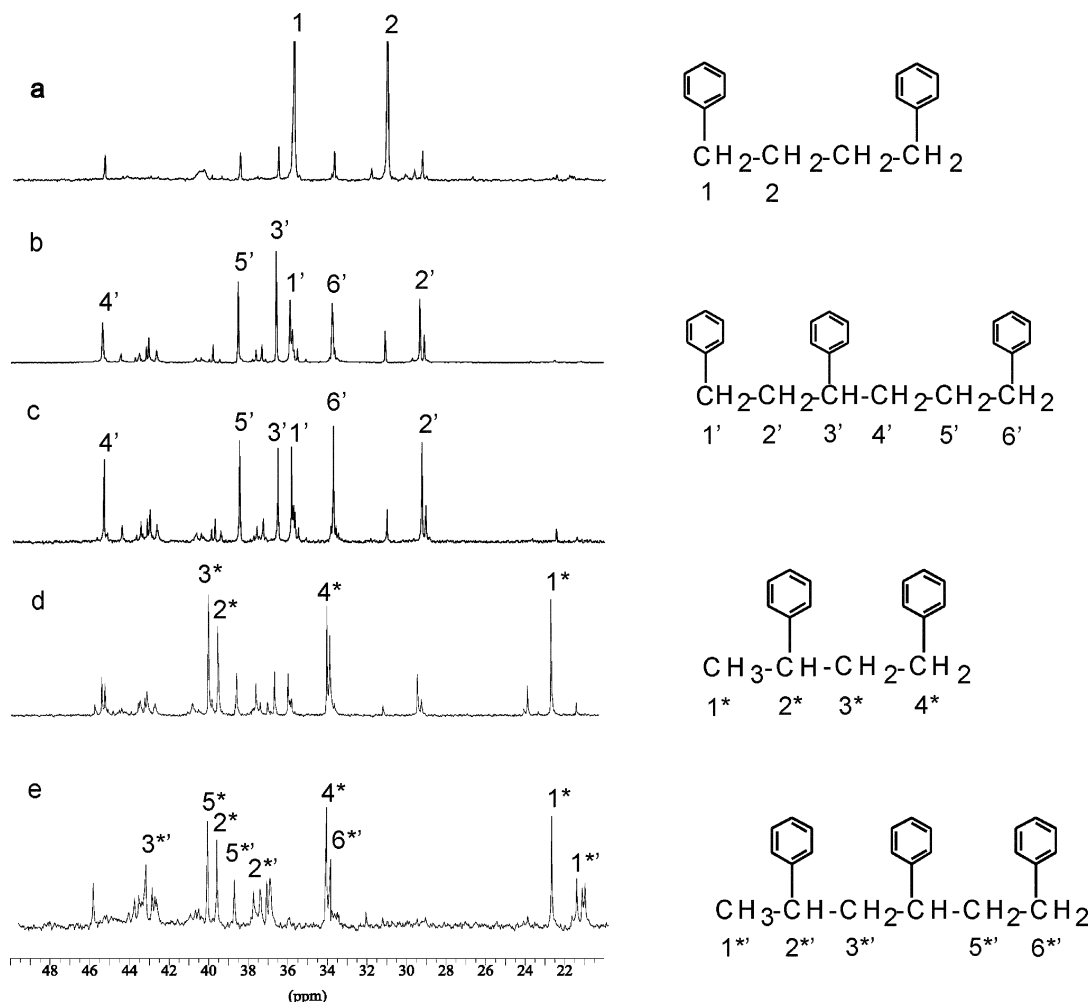 1 2
a
CH2-CH2-CH2-CH2
1 2
b
4' 5' 3' 1' 6' 2'
CH2-CH2-CH-CH2-CH2-CH2
1' 2' 3' 4' 5' 6'
c
4' 5' 3' 1' 6' 2'
d
3* 2* 4* 1*
CH3-CH-CH2-CH2
1* 2* 3* 4*
e
3*' 5* 2* 5*' 2*' 4* 6*' 1* 1*'
CH3-CH-CH2-CH-CH2-CH2
1*' 2*' 3*' 5*' 6*'
46 44 42 40 38 36 34 32 30 28 26 24 22
(ppm)